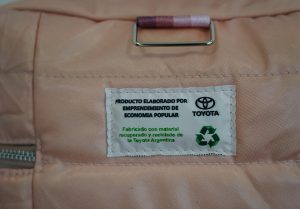 PRODUCTO ELABORADO POR
EMPRENDIMIENTO DE
ECONOMIA POPULAR
TOYOTA
Fabricado con material
recuperado y reciclado de
la Toyota Argentina